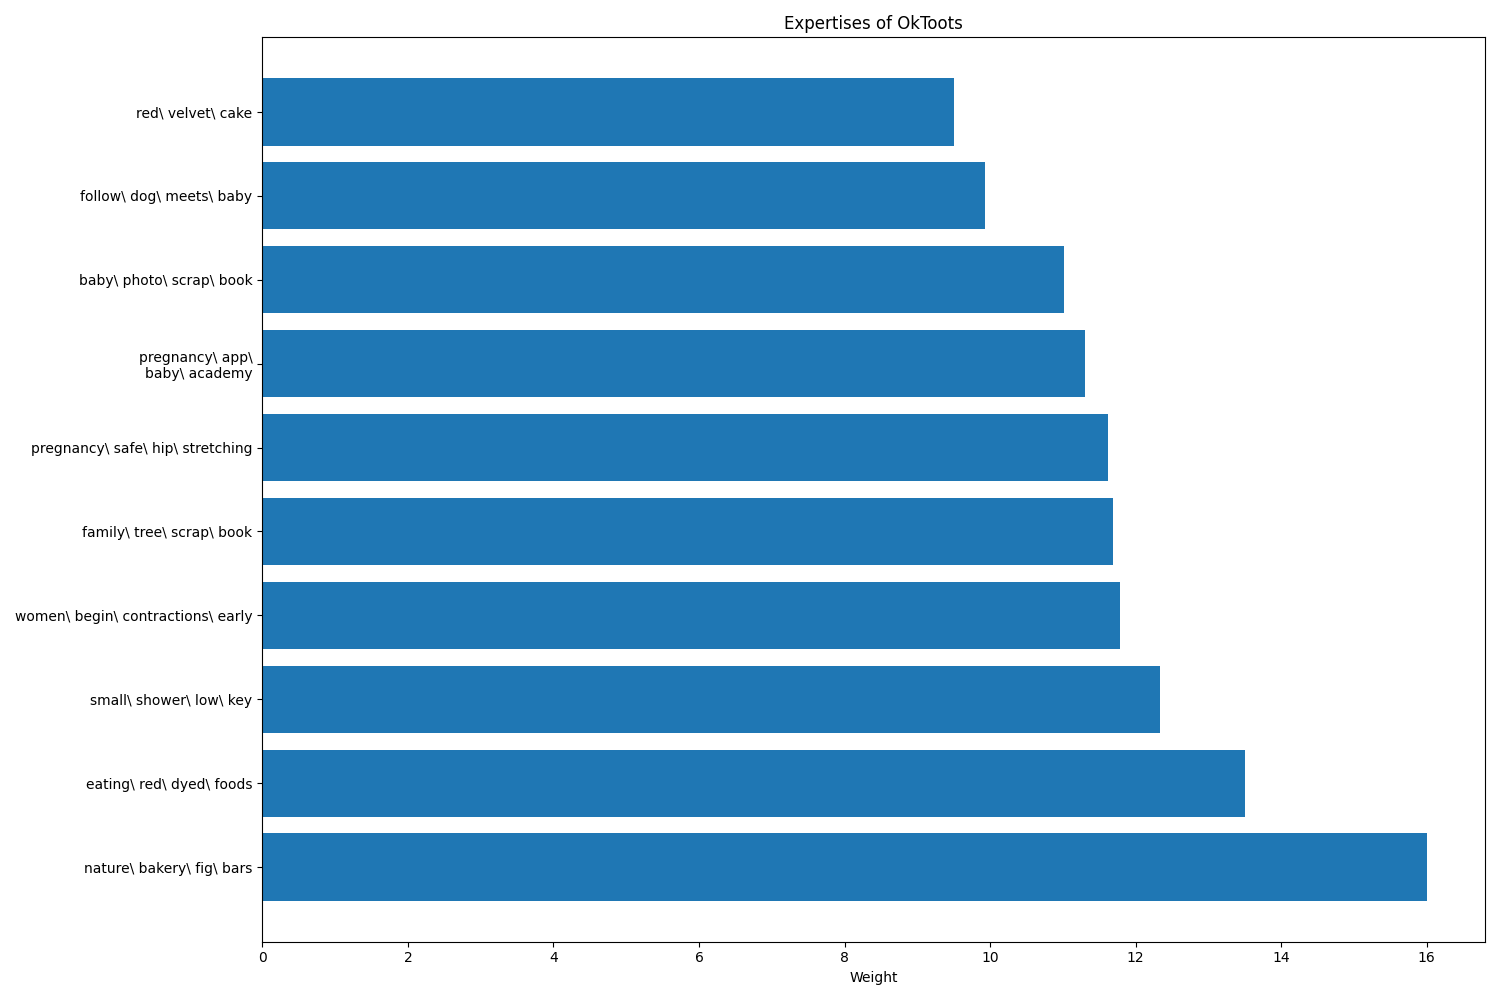 Expertises of OkToots
red\ velvet\ cake
follow\ dog\ meets\ baby
baby\ photo\ scrap\ book
pregnancy\ app\
baby\ academy
pregnancy\ safe\ hip\ stretching
family\ tree\ scrap\ book
women\ begin\ contractions\ early
small\ shower\ low\ key
eating\ red\ dyed\ foods
nature\ bakery\ fig\ bars
0 2 4 6 8 10 12 14 16
Weight